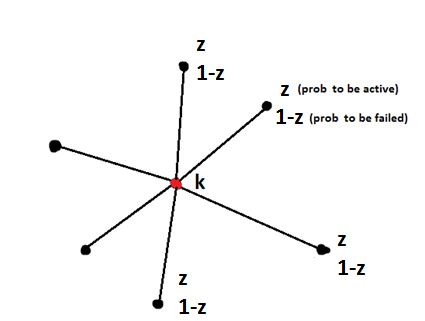 z
1-z
z (prob to be active)
1-z (prob to be failed)
k
z
1-z
z
1-z